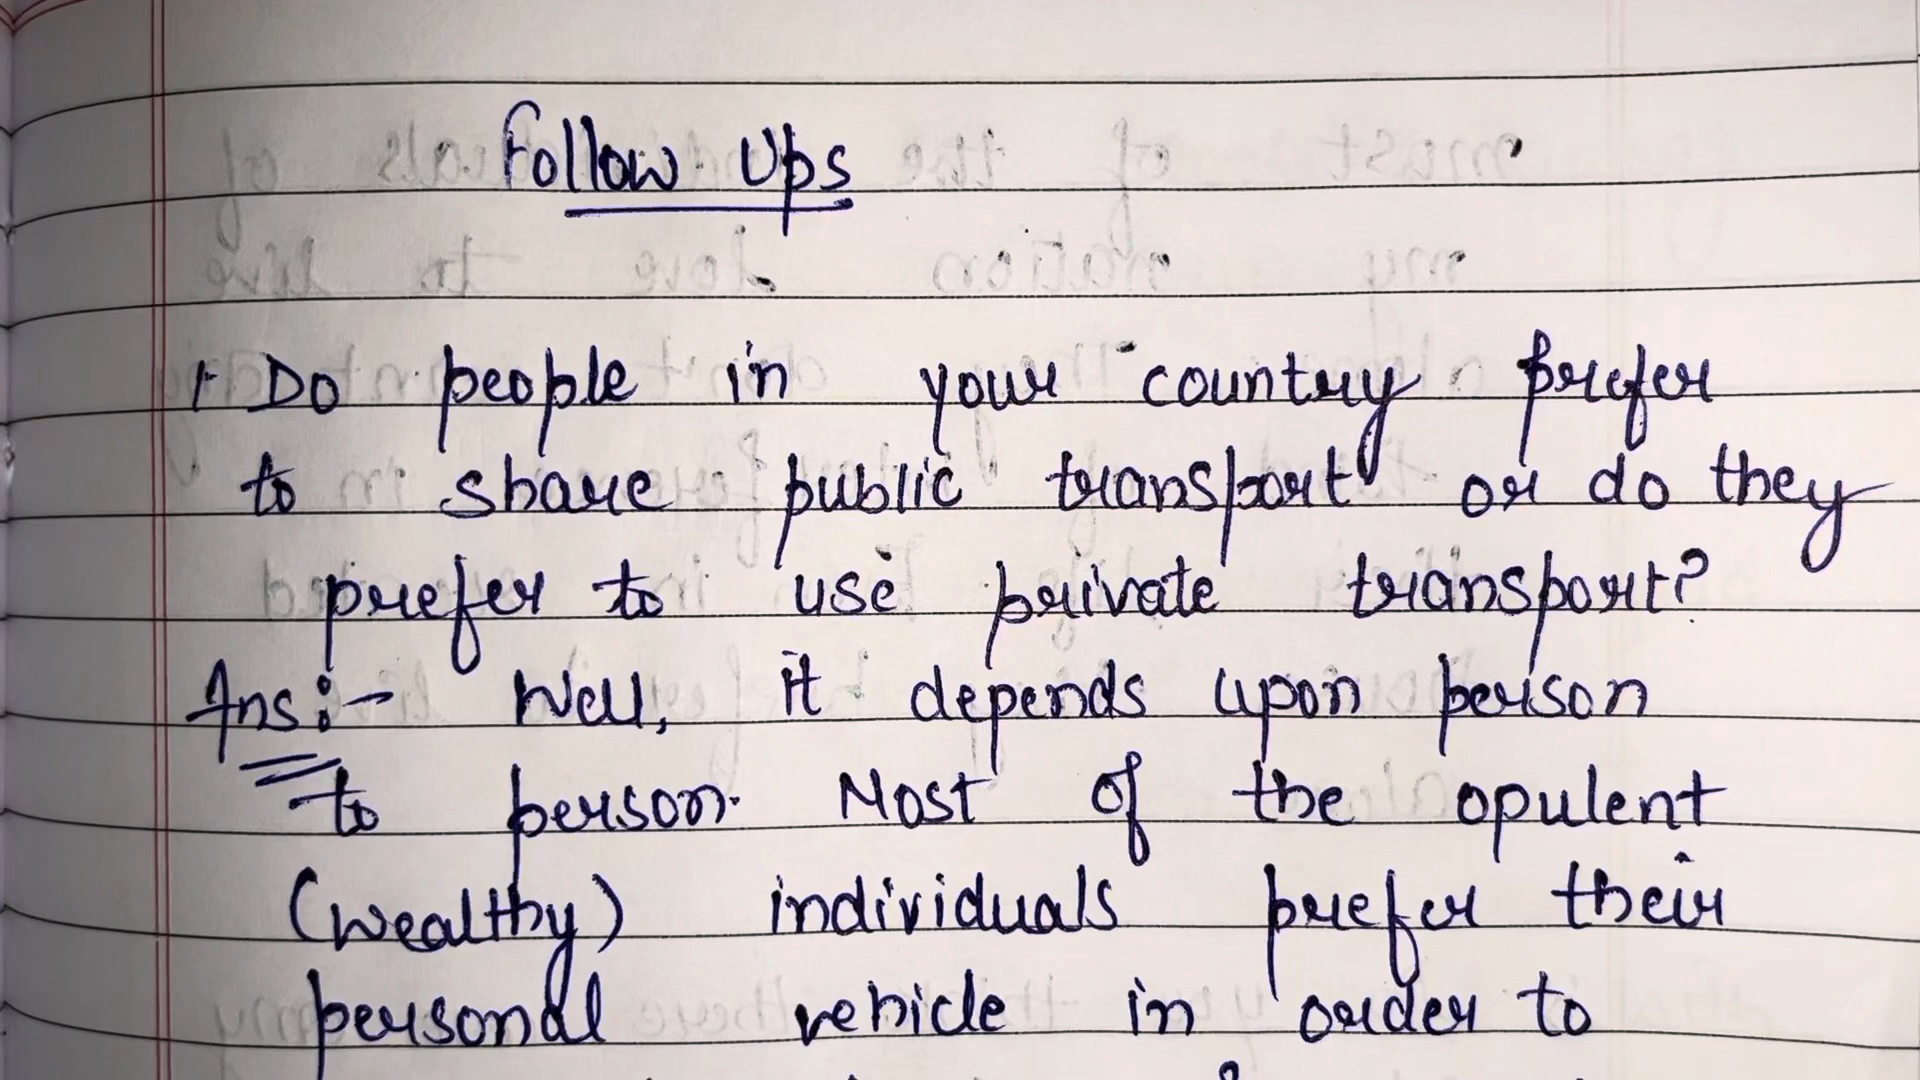 Follow Ups
1- Do people in your country prefer
to share public transport or do they
prefer to use private transport?
Ans:- Well, it depends upon person
to person. Most of the opulent
(wealthy) individuals prefer their
personal vehicle in order to